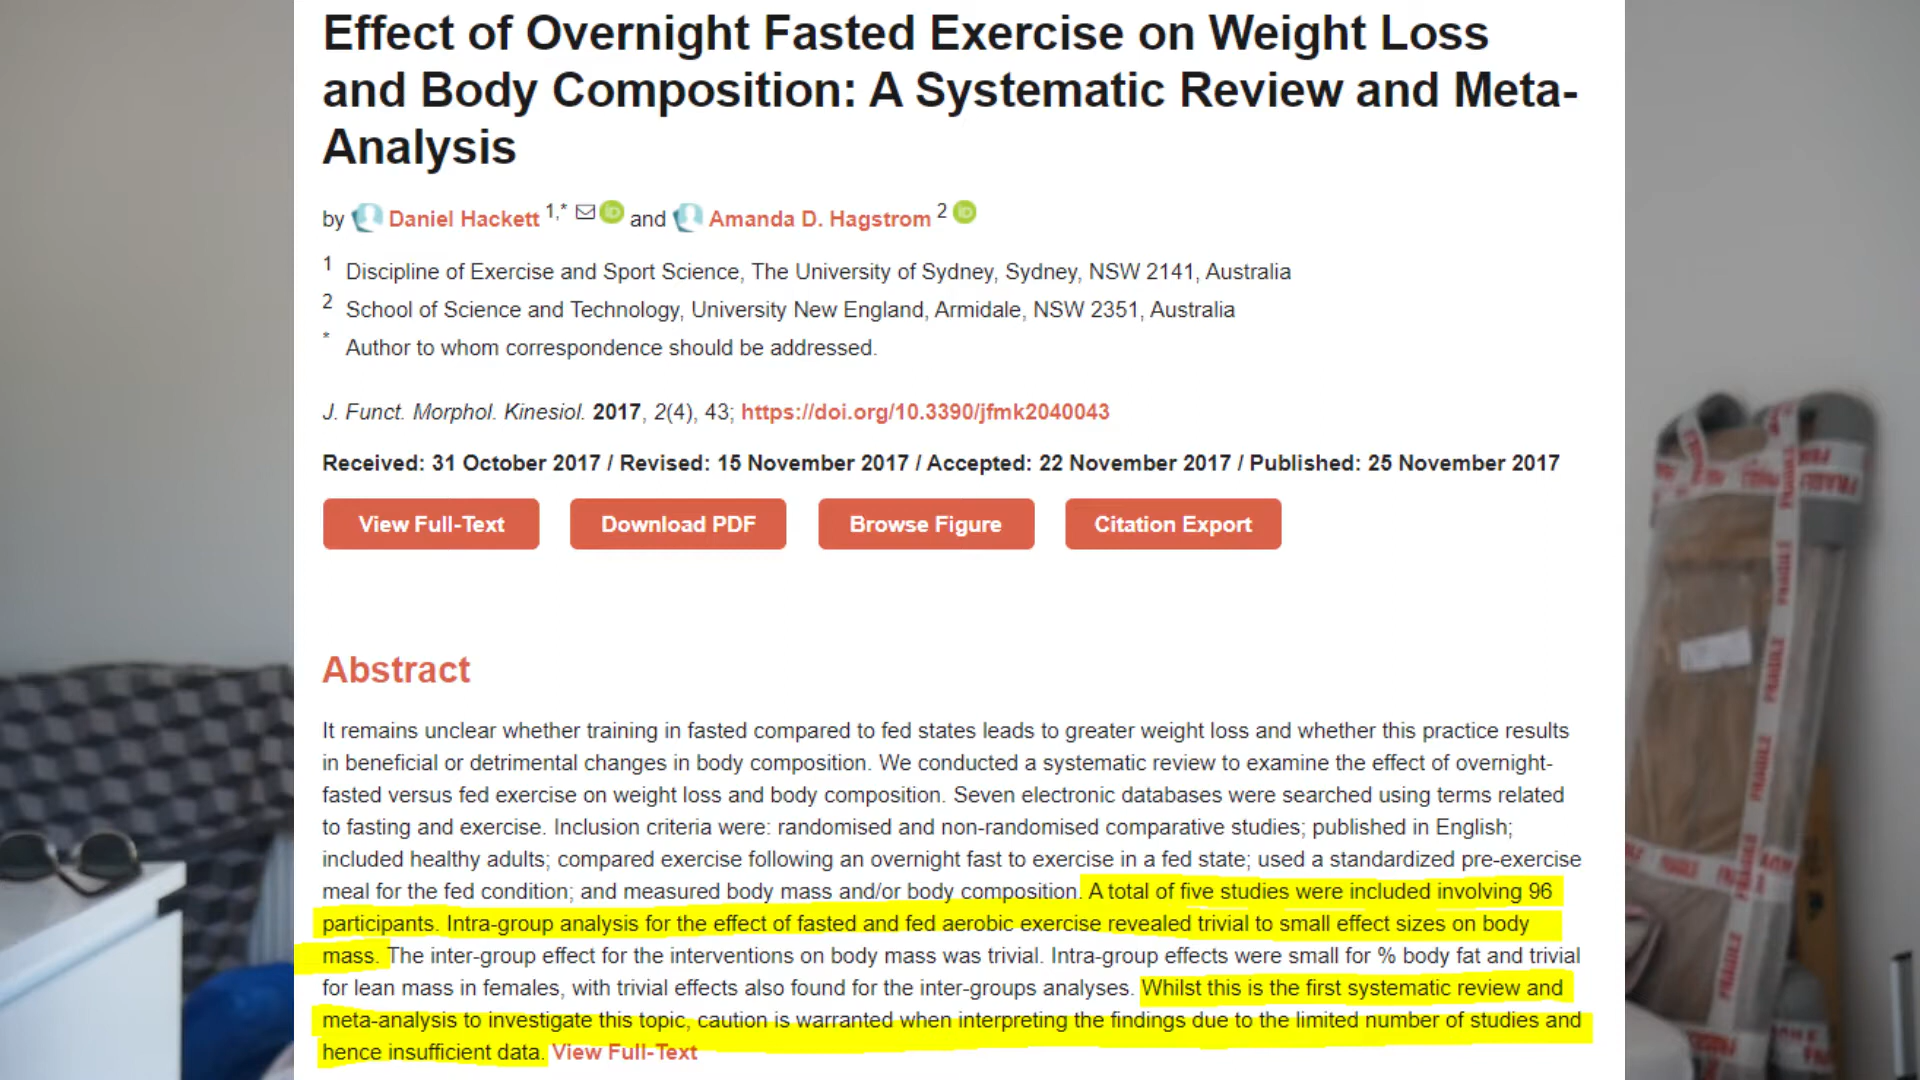 Effect of Overnight Fasted Exercise on Weight Loss
and Body Composition: A Systematic Review and Meta-
Analysis
by Daniel Hackett 1,* iD and Amanda D. Hagstrom 2 iD
1 Discipline of Exercise and Sport Science, The University of Sydney, Sydney, NSW 2141, Australia
2 School of Science and Technology, University New England, Armidale, NSW 2351, Australia
* Author to whom correspondence should be addressed.
J. Funct. Morphol. Kinesiol. 2017, 2(4), 43; https://doi.org/10.3390/jfmk2040043
Received: 31 October 2017 / Revised: 15 November 2017 / Accepted: 22 November 2017 / Published: 25 November 2017
View Full-Text Download PDF Browse Figure Citation Export
Abstract
It remains unclear whether training in fasted compared to fed states leads to greater weight loss and whether this practice results
in beneficial or detrimental changes in body composition. We conducted a systematic review to examine the effect of overnight-
fasted versus fed exercise on weight loss and body composition. Seven electronic databases were searched using terms related
to fasting and exercise. Inclusion criteria were: randomised and non-randomised comparative studies; published in English;
included healthy adults; compared exercise following an overnight fast to exercise in a fed state; used a standardized pre-exercise
meal for the fed condition; and measured body mass and/or body composition. A total of five studies were included involving 96
participants. Intra-group analysis for the effect of fasted and fed aerobic exercise revealed trivial to small effect sizes on body
mass. The inter-group effect for the interventions on body mass was trivial. Intra-group effects were small for % body fat and trivial
for lean mass in females, with trivial effects also found for the inter-groups analyses. Whilst this is the first systematic review and
meta-analysis to investigate this topic, caution is warranted when interpreting the findings due to the limited number of studies and
hence insufficient data. View Full-Text
FRAGILE
FRAGILE
FRAGILE
FRAGILE
FRAGILE
FRAGILE